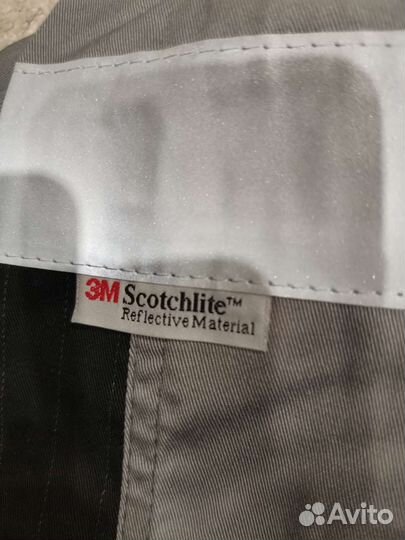 3M Scotchlite™
Reflective Material
Avito